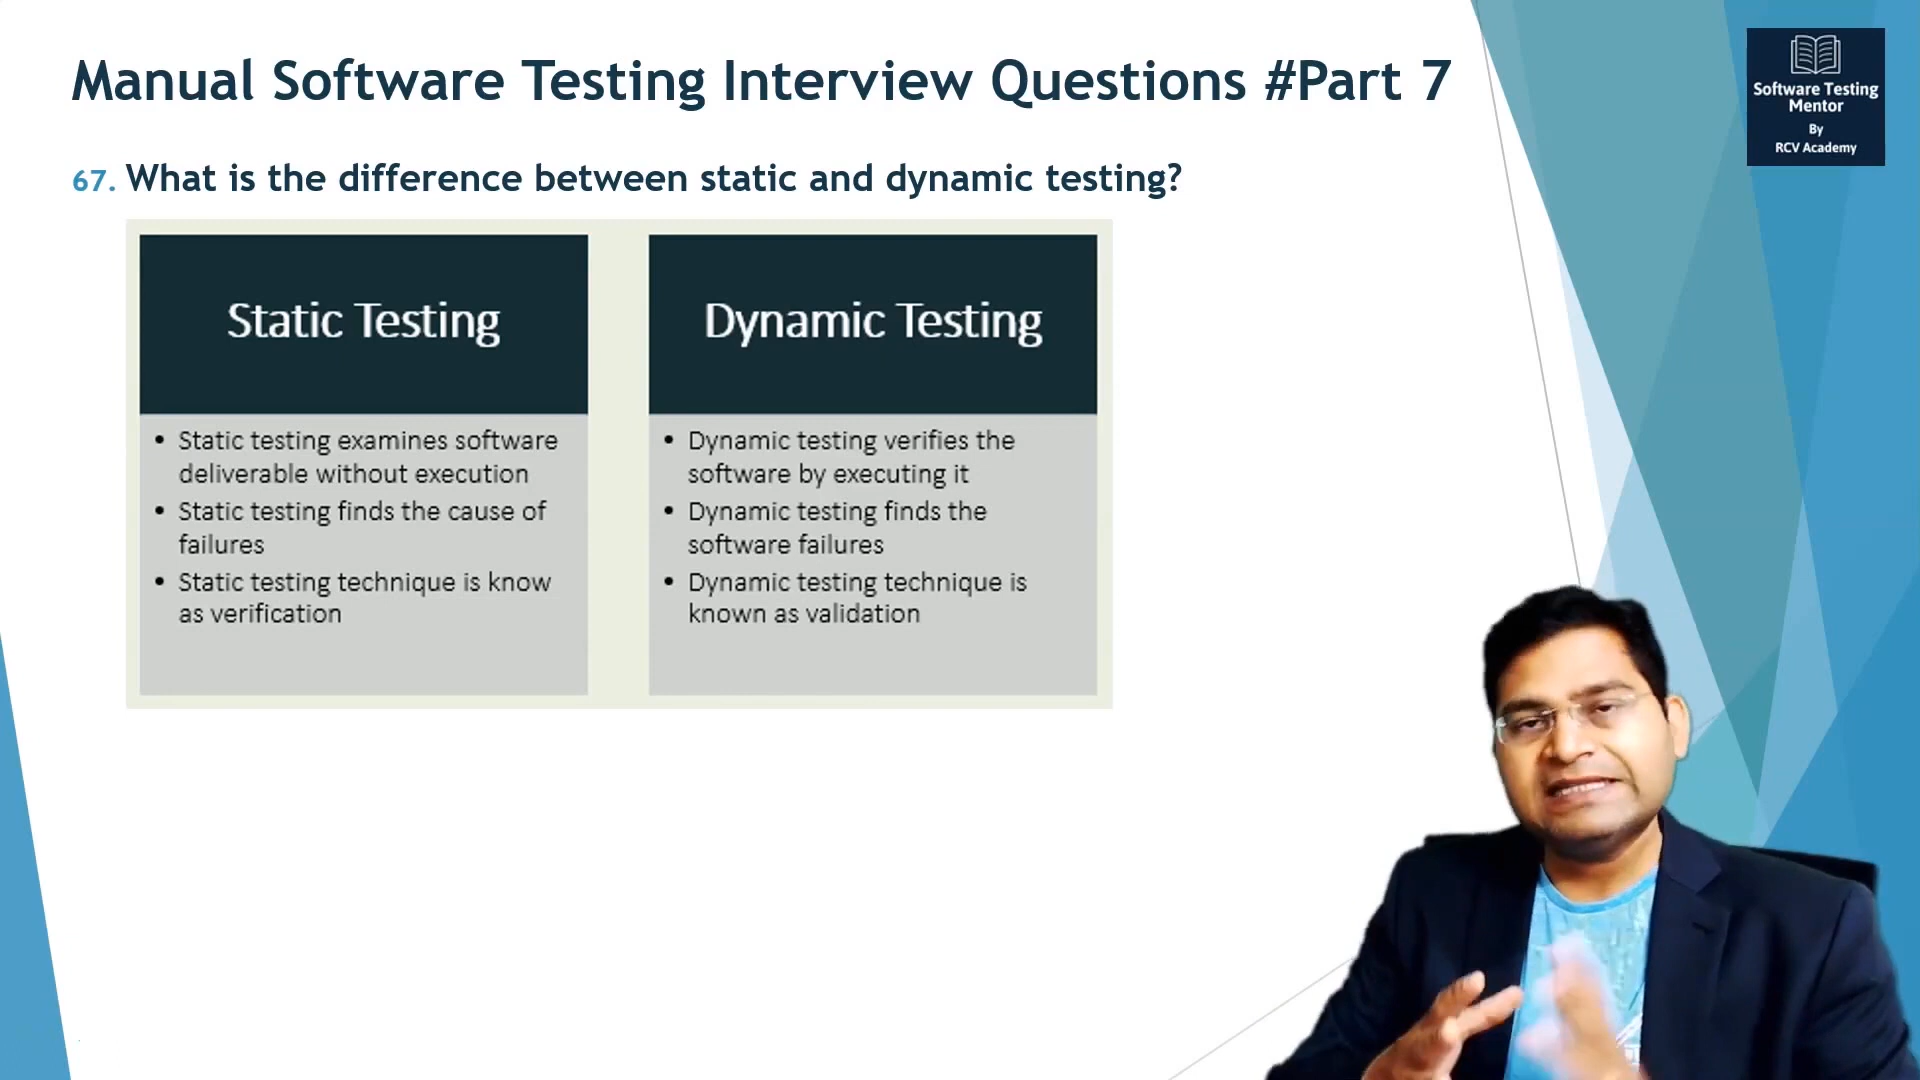 Manual Software Testing Interview Questions #Part 7
Software Testing
Mentor
By
RCV Academy
67. What is the difference between static and dynamic testing?
Static Testing
• Static testing examines software
deliverable without execution
• Static testing finds the cause of
failures
• Static testing technique is know
as verification
Dynamic Testing
• Dynamic testing verifies the
software by executing it
• Dynamic testing finds the
software failures
• Dynamic testing technique is
known as validation